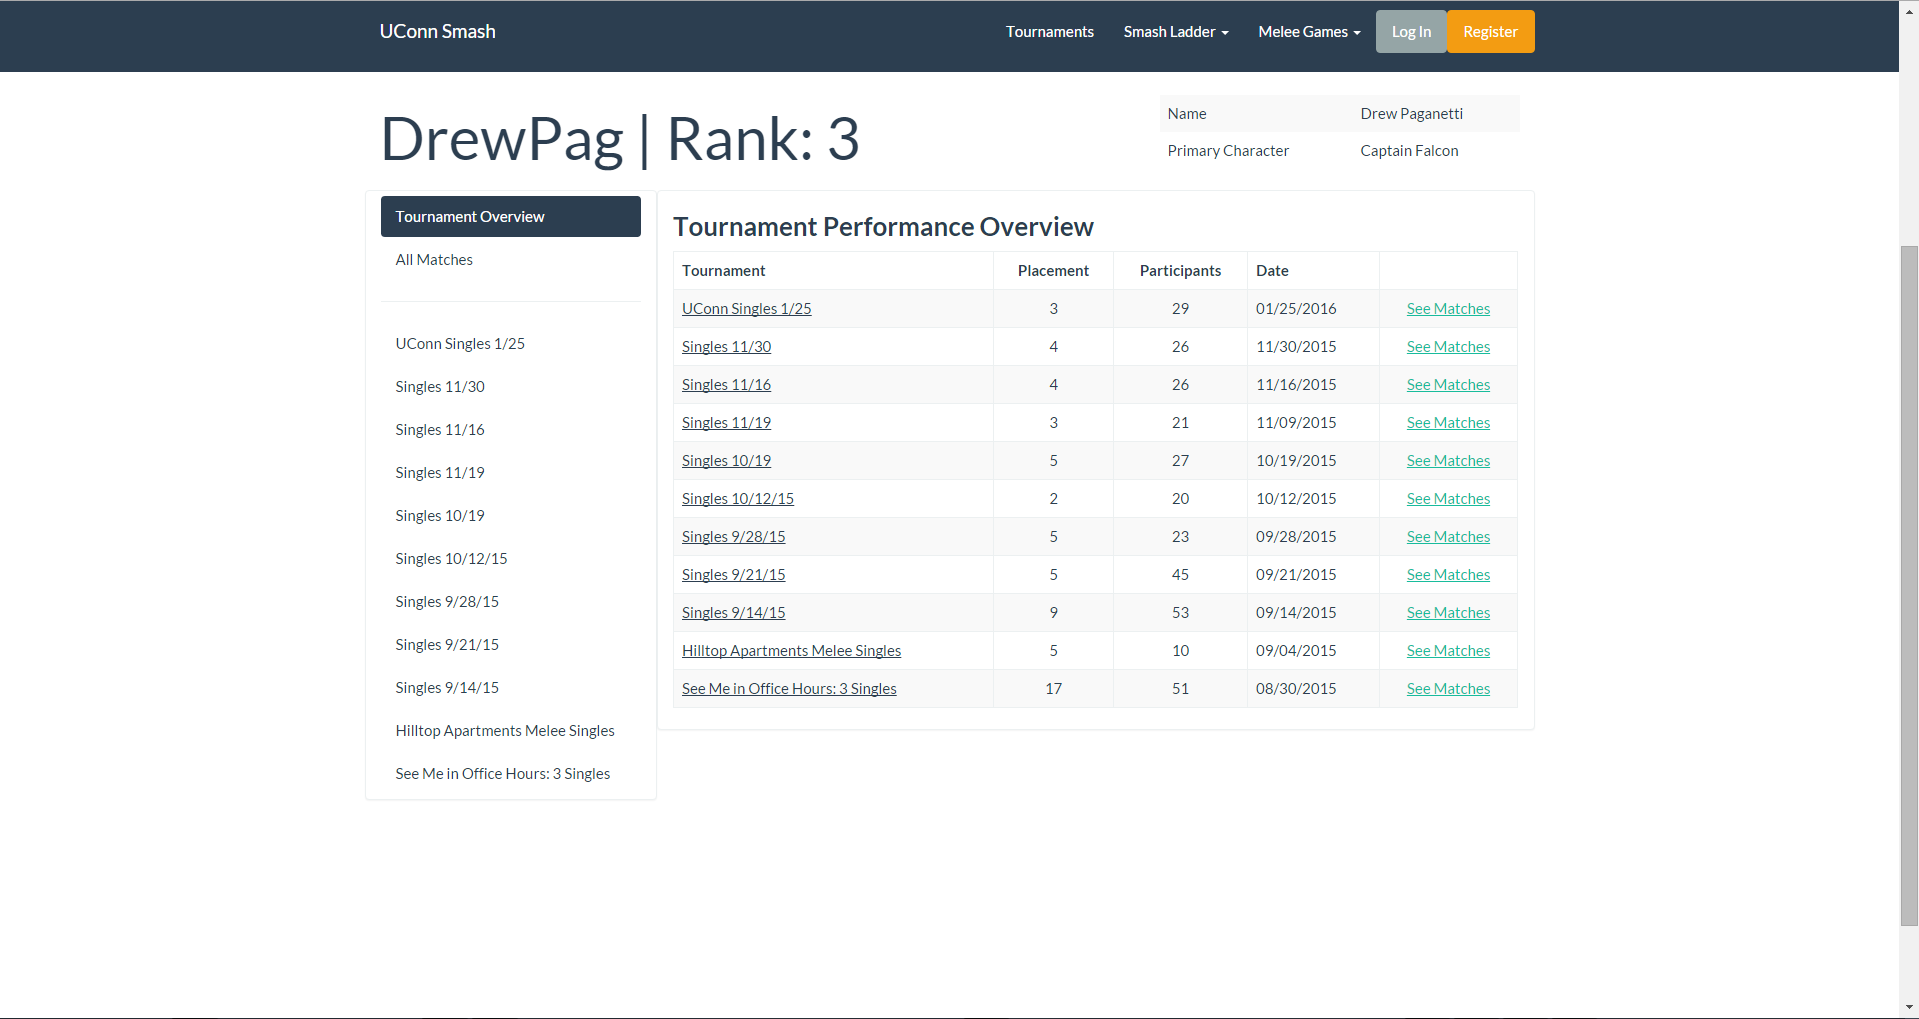 UConn Smash Tournaments Smash Ladder Melee Games Log In Register
DrewPag | Rank: 3
Name Drew Paganetti
Primary Character Captain Falcon
Tournament Overview
All Matches
UConn Singles 1/25
Singles 11/30
Singles 11/16
Singles 11/19
Singles 10/19
Singles 10/12/15
Singles 9/28/15
Singles 9/21/15
Singles 9/14/15
Hilltop Apartments Melee Singles
See Me in Office Hours: 3 Singles
Tournament Performance Overview
Tournament Placement Participants Date
UConn Singles 1/25 3 29 01/25/2016 See Matches
Singles 11/30 4 26 11/30/2015 See Matches
Singles 11/16 4 26 11/16/2015 See Matches
Singles 11/19 3 21 11/09/2015 See Matches
Singles 10/19 5 27 10/19/2015 See Matches
Singles 10/12/15 2 20 10/12/2015 See Matches
Singles 9/28/15 5 23 09/28/2015 See Matches
Singles 9/21/15 5 45 09/21/2015 See Matches
Singles 9/14/15 9 53 09/14/2015 See Matches
Hilltop Apartments Melee Singles 5 10 09/04/2015 See Matches
See Me in Office Hours: 3 Singles 17 51 08/30/2015 See Matches